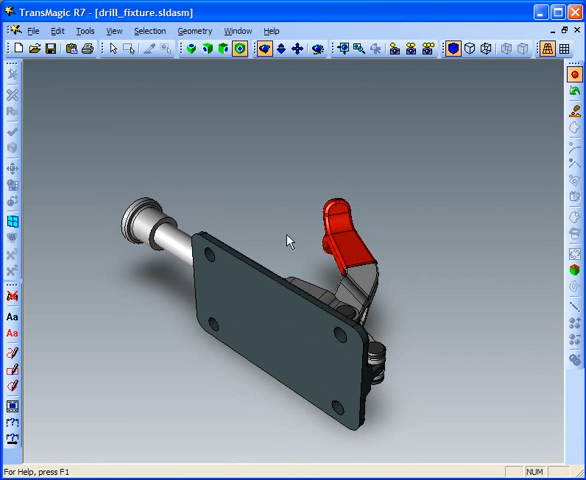 TransMagic R7 - [drill_fixture.sldasm]
File Edit Tools View Selection Geometry Window Help
Aa
Aa
[?]
[?]
For Help, press F1
NUM